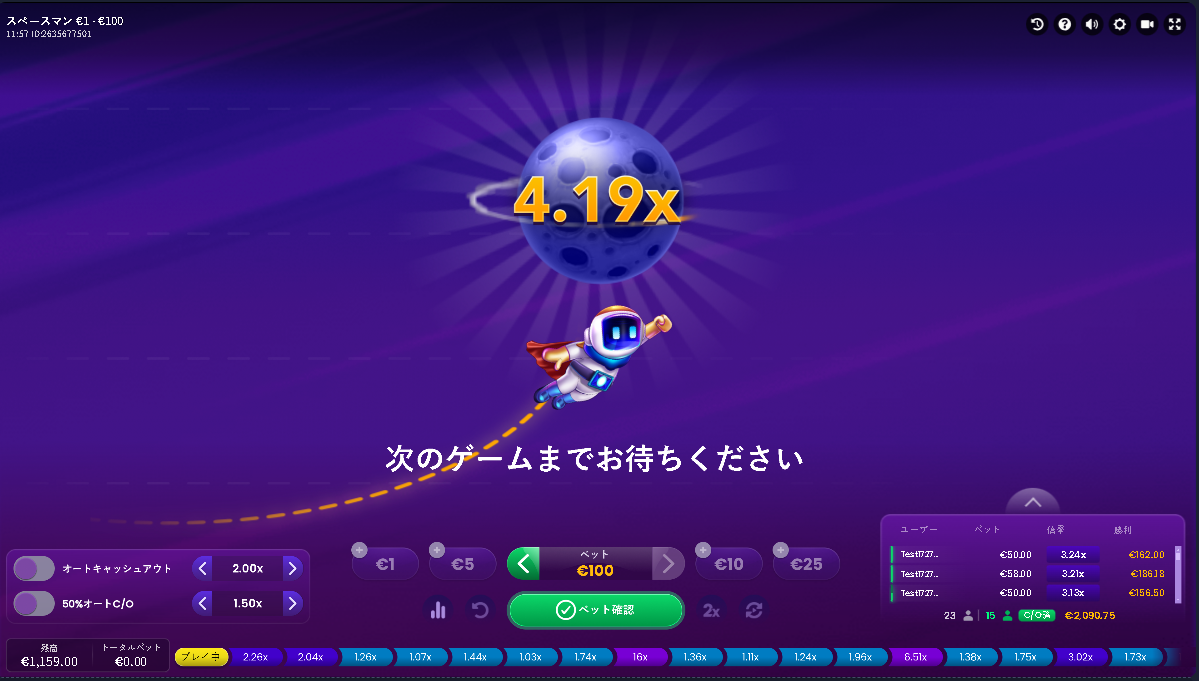 スペースマン €1 - €100
11:57 ID:2635677501
4.19x
次のゲームまでお待ちください
オートキャッシュアウト 2.00x
50%オートC/O 1.50x
€1 €5 ベット €100 €10 €25
ベット確認 2x
ユーザー ベット 倍率 勝利
Test1727... €50.00 3.24x €162.00
Test1727... €58.00 3.21x €186.18
Test1727... €50.00 3.13x €156.50
23 15 C/O済 €2,090.75
残高 €1,159.00
トータルベット €0.00
プレイ中 2.26x 2.04x 1.26x 1.07x 1.44x 1.03x 1.74x 16x 1.36x 1.11x 1.24x 1.96x 6.51x 1.38x 1.75x 3.02x 1.73x